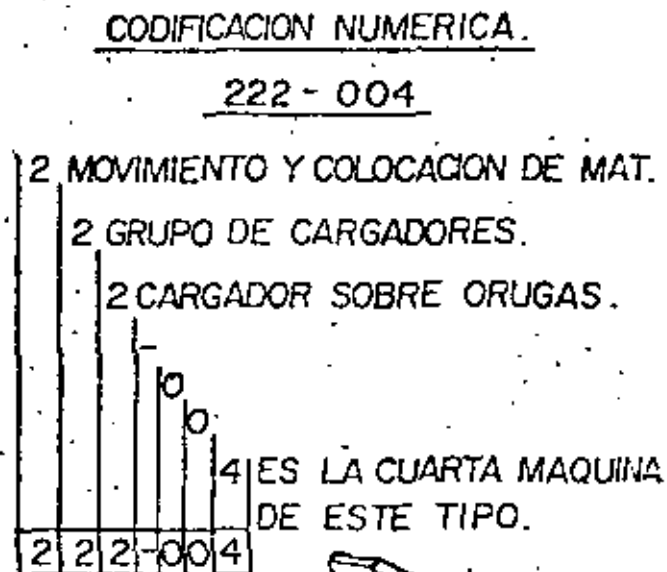 CODIFICACION NUMERICA.
222 - 004
2 MOVIMIENTO Y COLOCACION DE MAT.
2 GRUPO DE CARGADORES.
2 CARGADOR SOBRE ORUGAS.
-
0
0
4 ES LA CUARTA MAQUINA
DE ESTE TIPO.
2 2 2 - 0 0 4